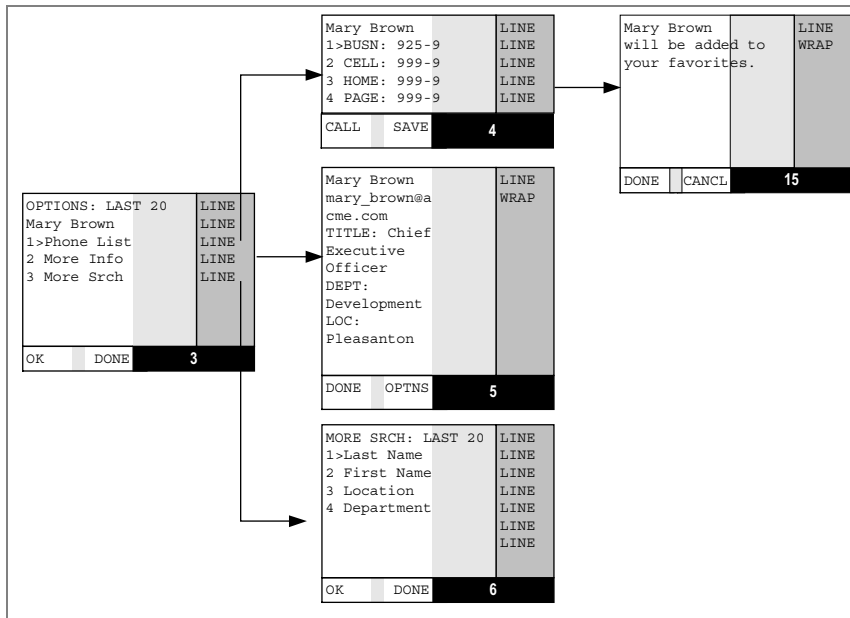 Mary Brown LINE
1>BUSN: 925-9 LINE
2 CELL: 999-9 LINE
3 HOME: 999-9 LINE
4 PAGE: 999-9 LINE
CALL SAVE 4
Mary Brown LINE
will be added to WRAP
your favorites.
DONE CANCL 15
OPTIONS: LAST 20 LINE
Mary Brown LINE
1>Phone List LINE
2 More Info LINE
3 More Srch LINE
OK DONE 3
Mary Brown LINE
mary_brown@a WRAP
cme.com
TITLE: Chief
Executive
Officer
DEPT:
Development
LOC:
Pleasanton
DONE OPTNS 5
MORE SRCH: LAST 20 LINE
1>Last Name LINE
2 First Name LINE
3 Location LINE
4 Department LINE
LINE
LINE
OK DONE 6